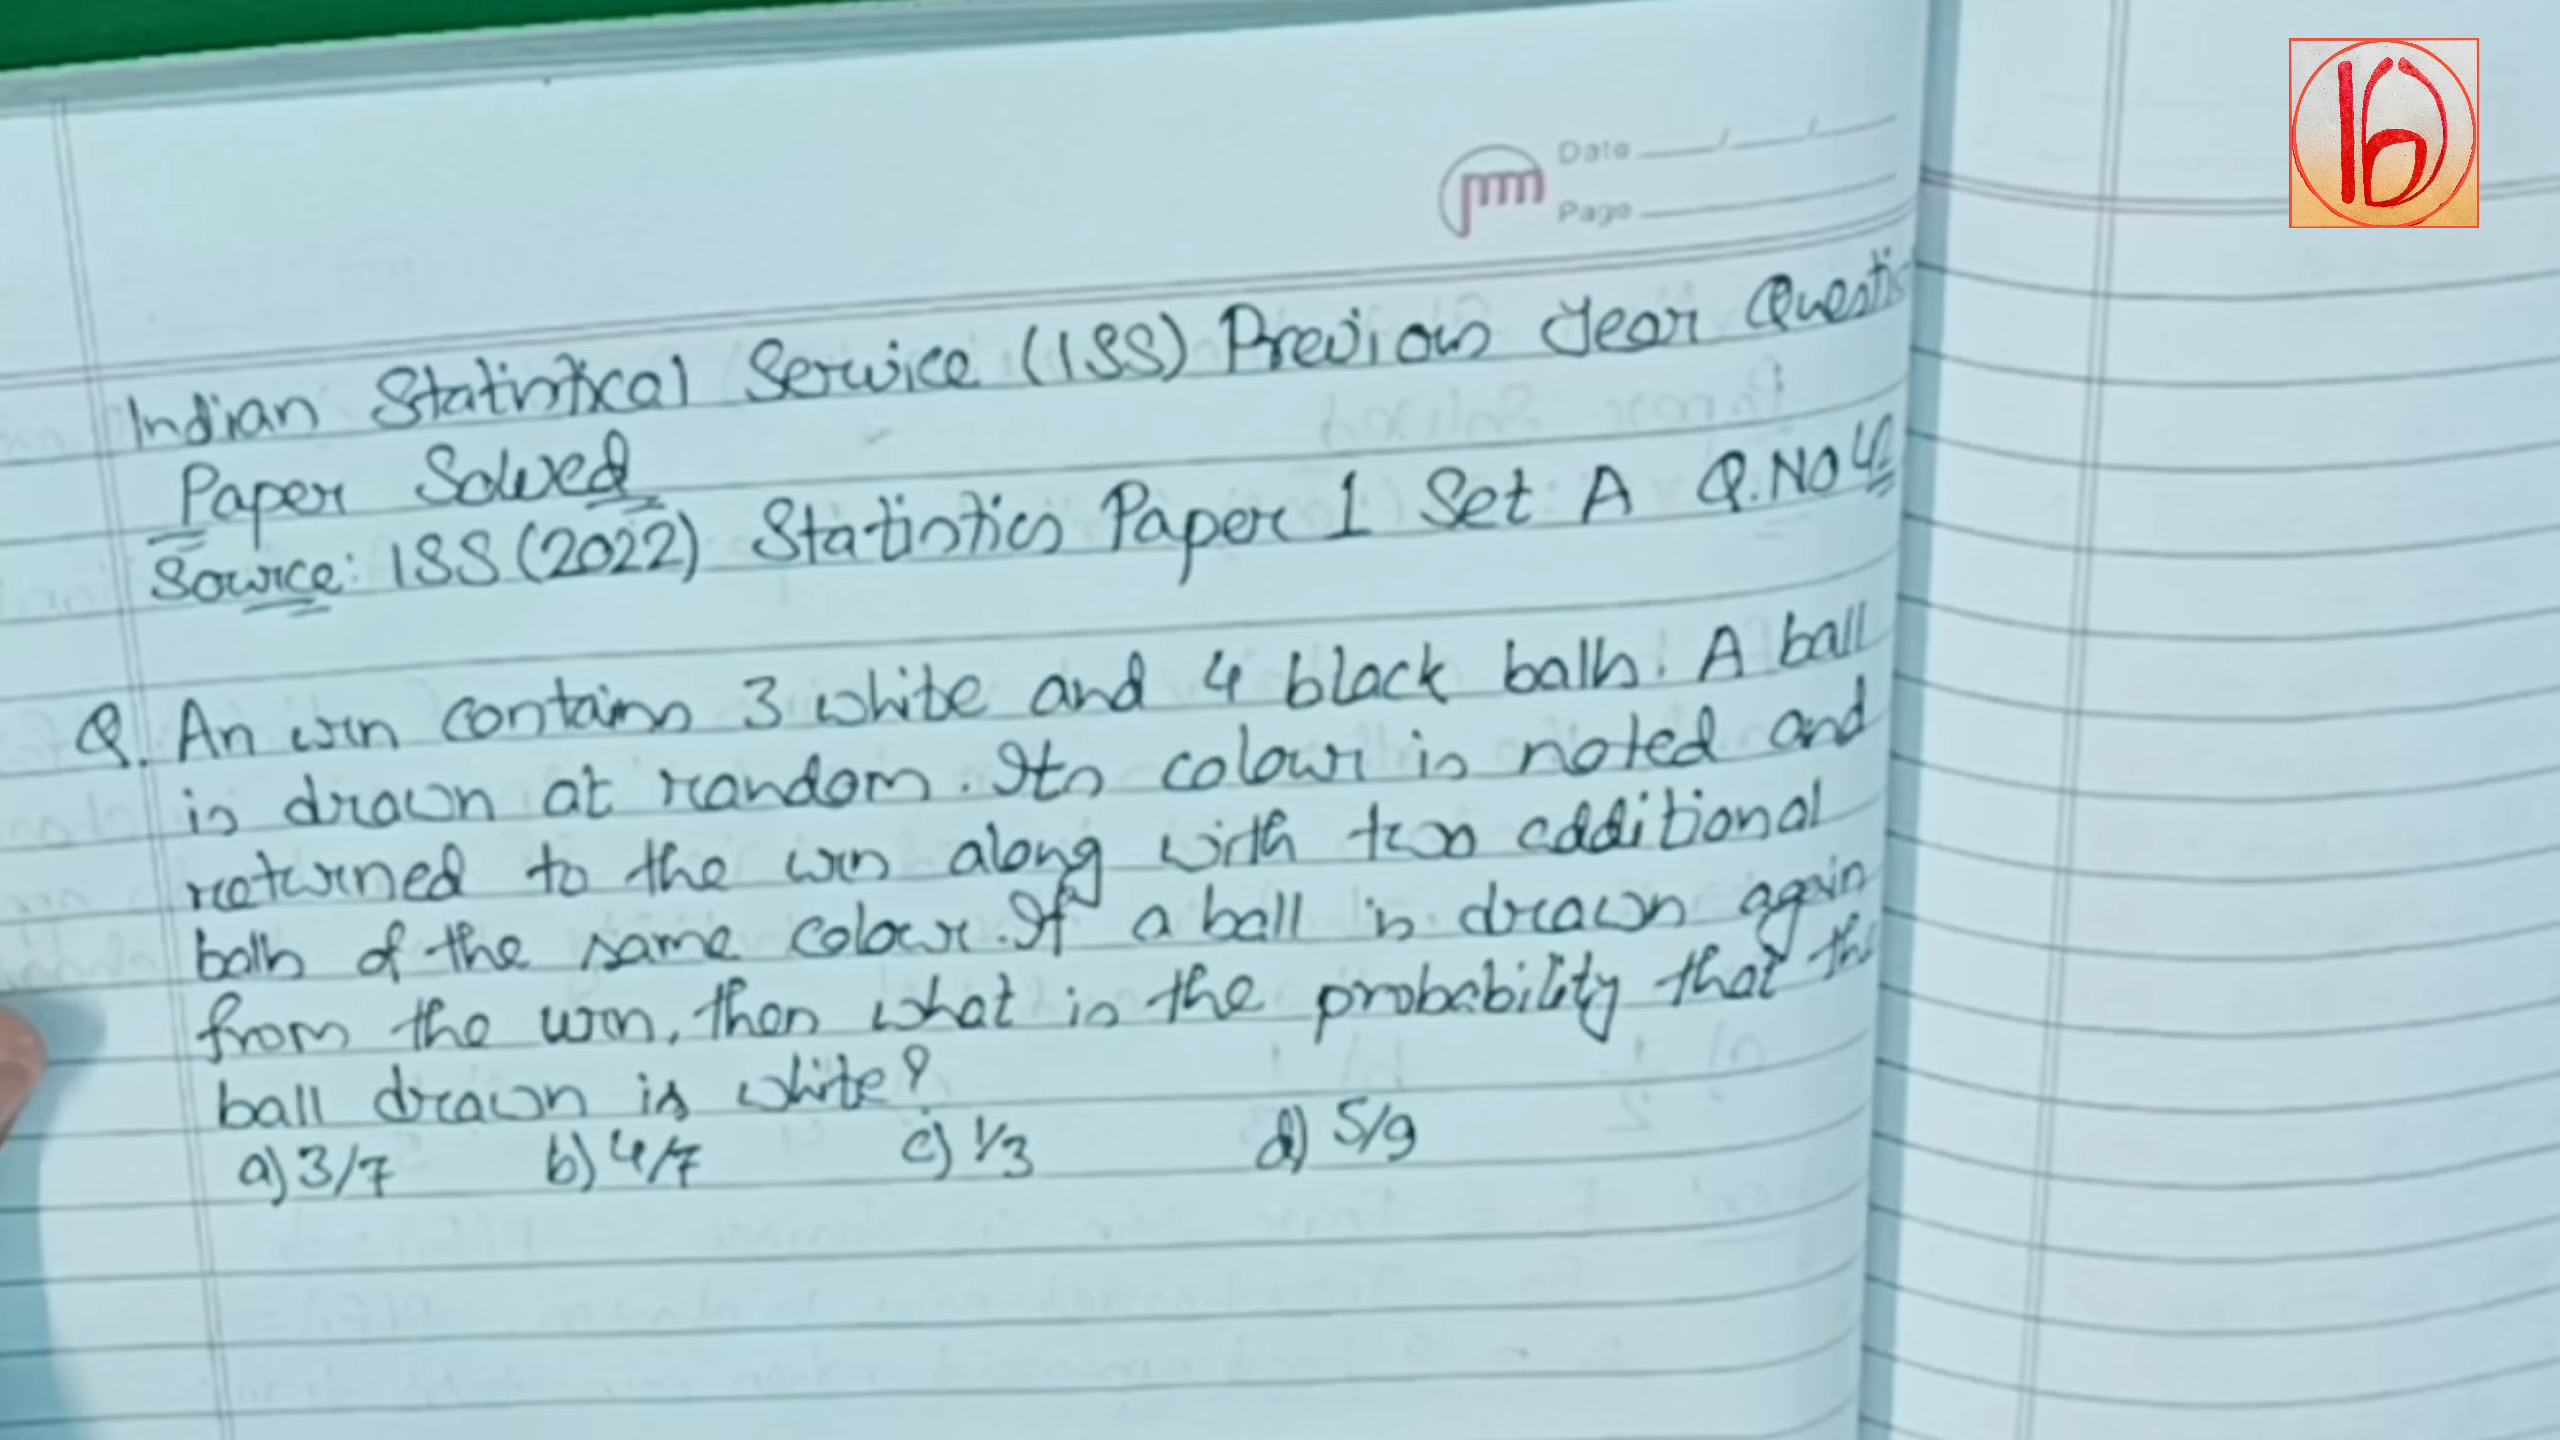 Date
Page
Indian Statistical Service (ISS) Previous Year Questio
Paper Solved
Source: ISS (2022) Statistics Paper 1 Set A Q.NO 42
Q. An urn contains 3 white and 4 black balls. A ball
is drawn at random. Its colour is noted and
returned to the urn along with two additional
balls of the same colour. If a ball is drawn again
from the urn, then what is the probability that the
ball drawn is white?
a) 3/7 b) 4/7 c) 1/3 d) 5/9